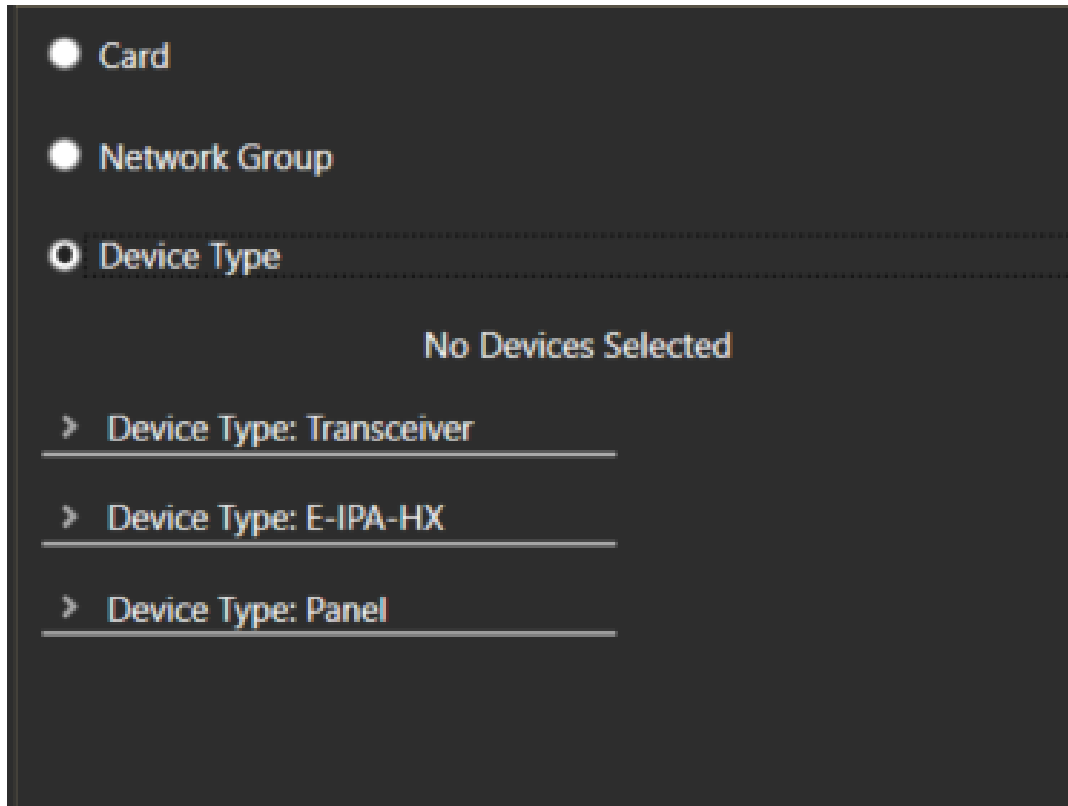 Card
Network Group
Device Type
No Devices Selected
Device Type: Transceiver
Device Type: E-IPA-HX
Device Type: Panel